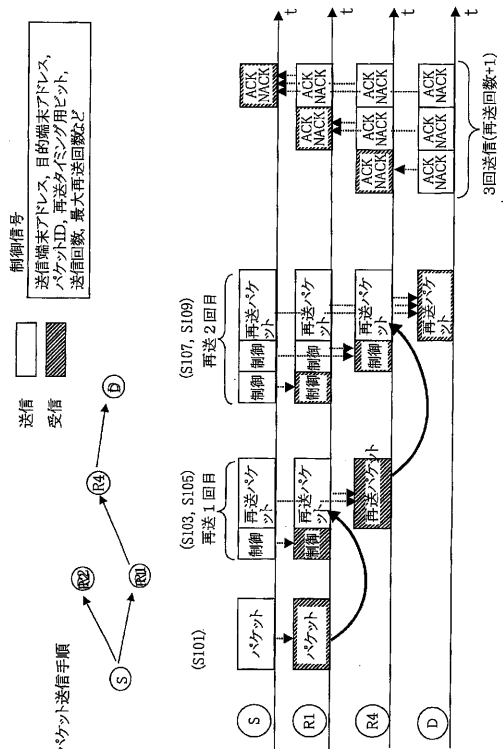 パケット送信手順
送信
受信
制御信号
送信端末アドレス, 目的端末アドレス,
パケットID, 再送タイミング用ビット,
送信回数, 最大再送回数など
S
R2
R1
R4
D
(S101)
(S103, S105)
再送1回目
(S107, S109)
再送2回目
S
パケット
制御
再送パケ
ット
制御
制御
再送パケ
ット
ACK
NACK
t
R1
パケット
制御
再送パケ
ット
制御
制御
再送パケ
ット
ACK
NACK
ACK
NACK
t
R4
再送パケット
制御
再送パケ
ット
ACK
NACK
ACK
NACK
ACK
NACK
t
D
再送パケ
ット
ACK
NACK
ACK
NACK
ACK
NACK
t
3回送信(再送回数+1)